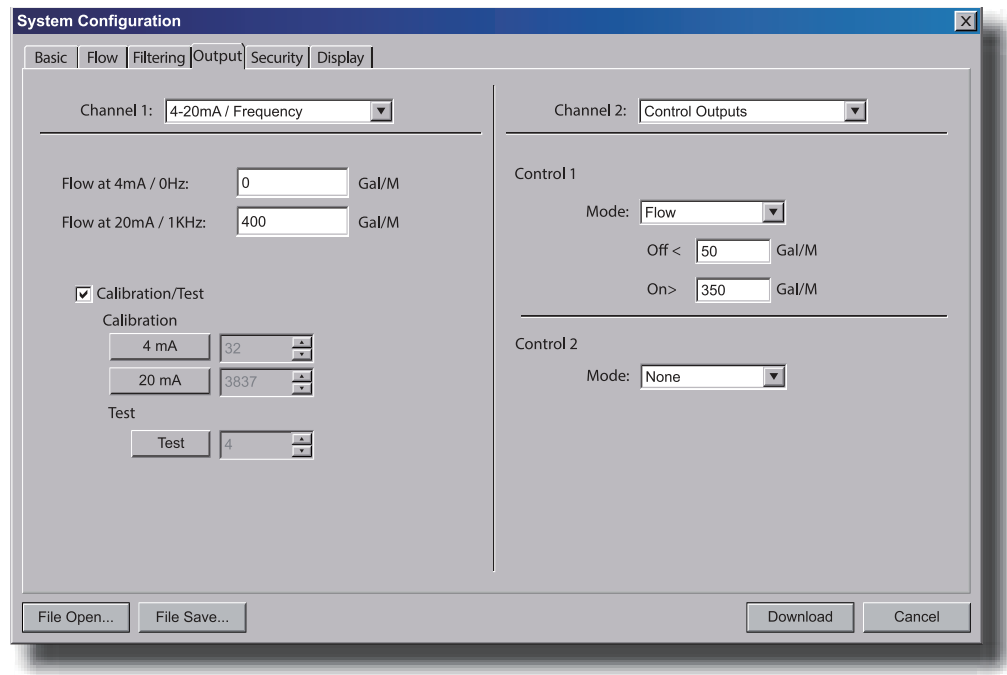 System Configuration
X
Basic Flow Filtering Output Security Display
Channel 1: 4-20mA / Frequency
Flow at 4mA / 0Hz: 0 Gal/M
Flow at 20mA / 1KHz: 400 Gal/M
Calibration/Test
Calibration
4 mA 32
20 mA 3837
Test
Test 4
Channel 2: Control Outputs
Control 1
Mode: Flow
Off < 50 Gal/M
On> 350 Gal/M
Control 2
Mode: None
File Open... File Save... Download Cancel